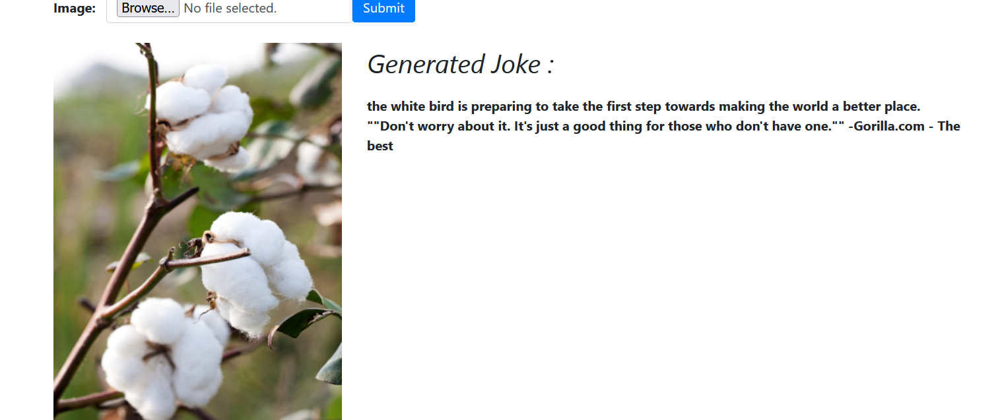 Image: Browse... No file selected. Submit
Generated Joke :
the white bird is preparing to take the first step towards making the world a better place.
""Don't worry about it. It's just a good thing for those who don't have one."" -Gorilla.com - The
best